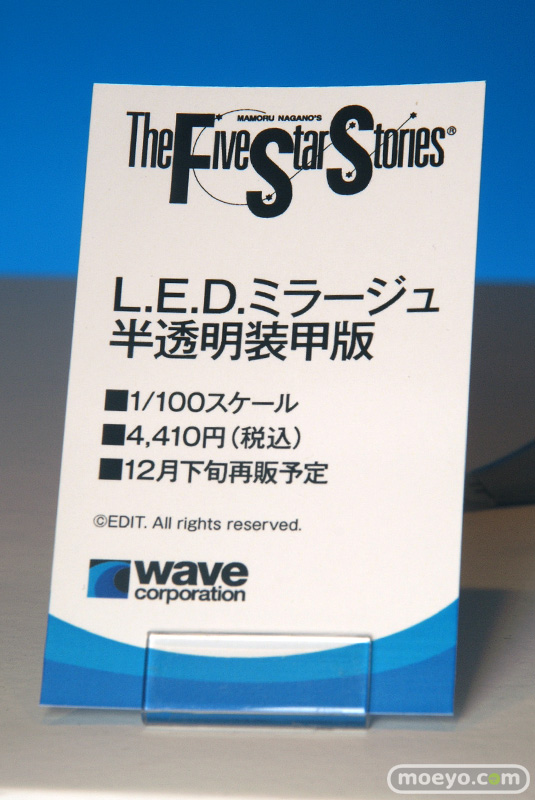 MAMORU NAGANO'S
The Five Star Stories®
L.E.D.ミラージュ
半透明装甲版
■1/100スケール
■4,410円(税込)
■12月下旬再販予定
©EDIT. All rights reserved.
wave
corporation
moeyo.com